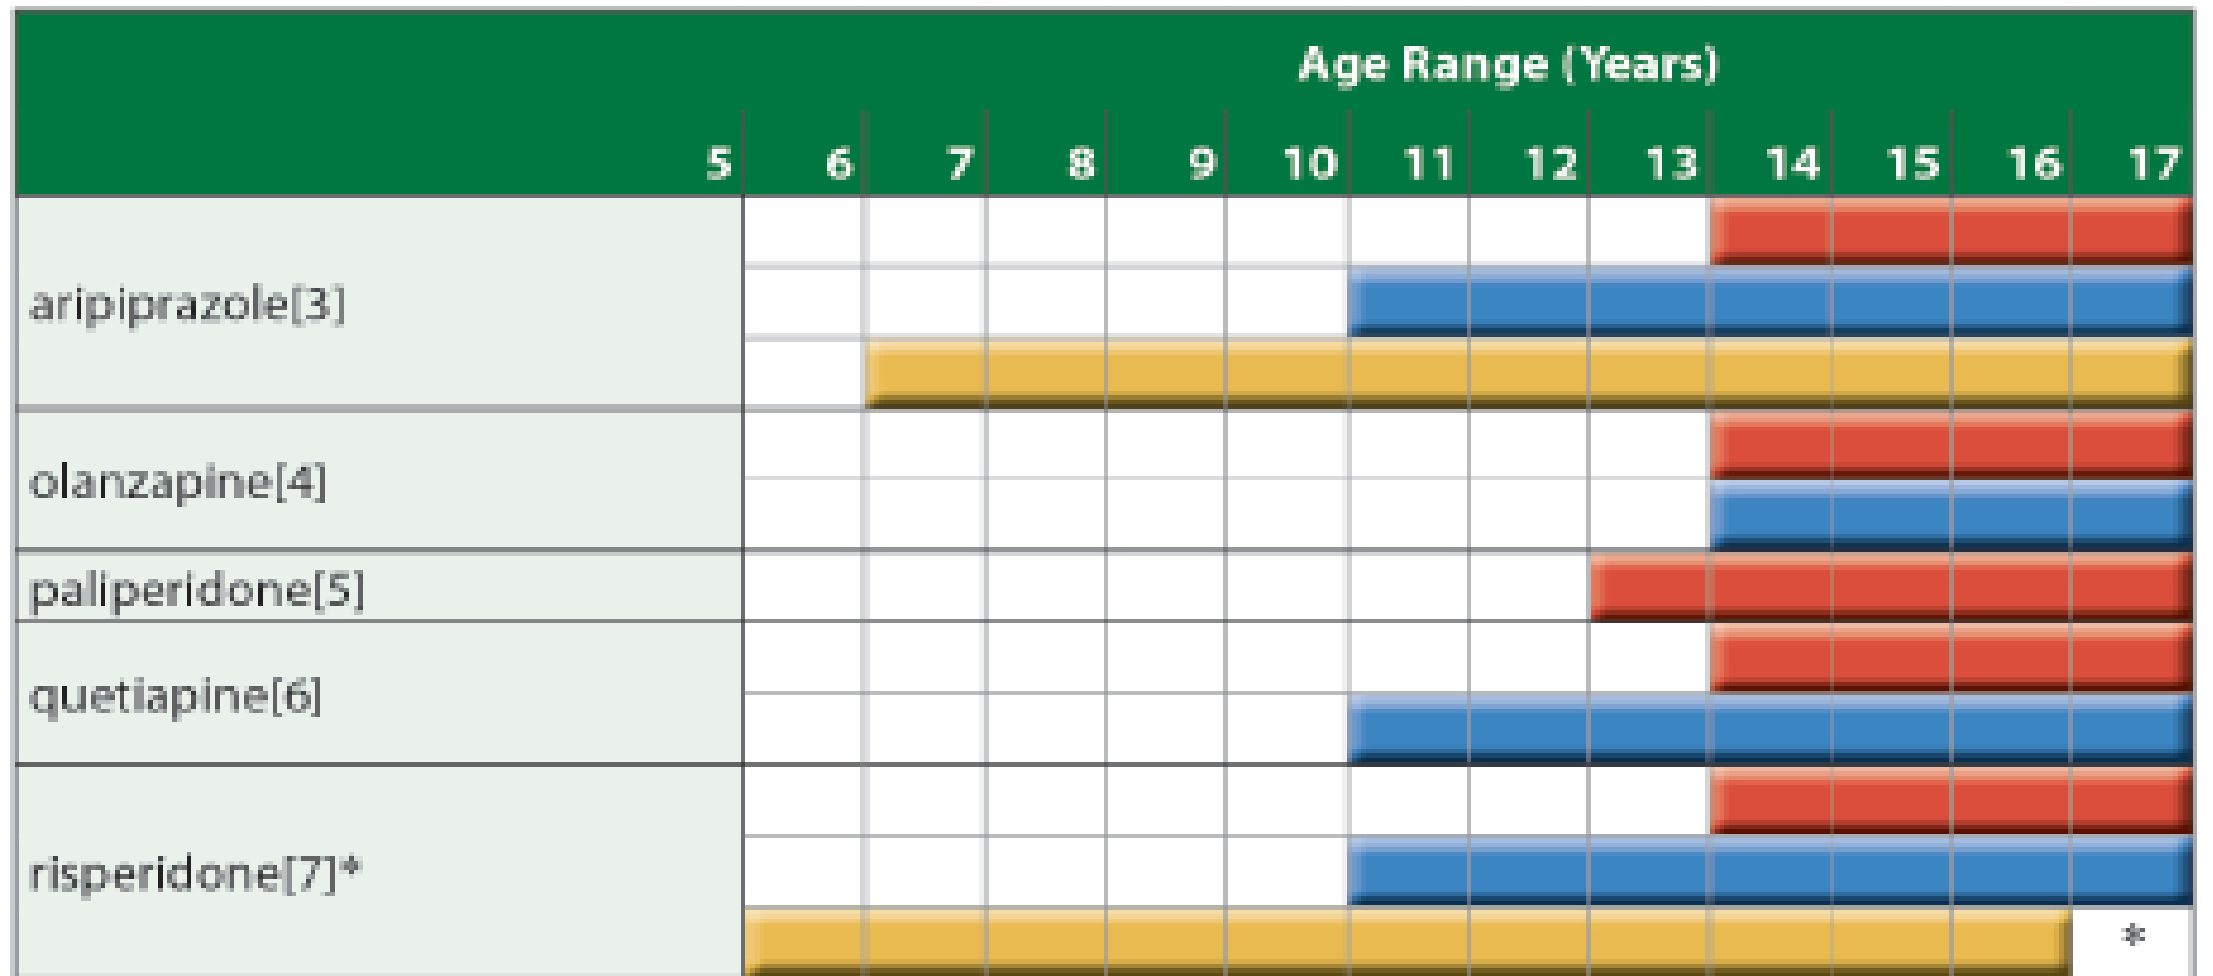 Age Range (Years)
5 6 7 8 9 10 11 12 13 14 15 16 17
aripiprazole[3]
olanzapine[4]
paliperidone[5]
quetiapine[6]
risperidone[7]*
*